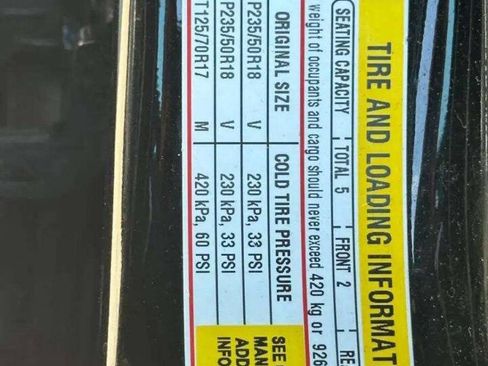 TIRE AND LOADING INFORMAT
SEATING CAPACITY TOTAL 5 FRONT 2 RE
weight of occupants and cargo should never exceed 420 kg or 926
ORIGINAL SIZE COLD TIRE PRESSURE
P235/50R18 V 230 kPa, 33 PSI
P235/50R18 V 230 kPa, 33 PSI
T125/70R17 M 420 kPa, 60 PSI
SEE
MAN
ADD
INFO